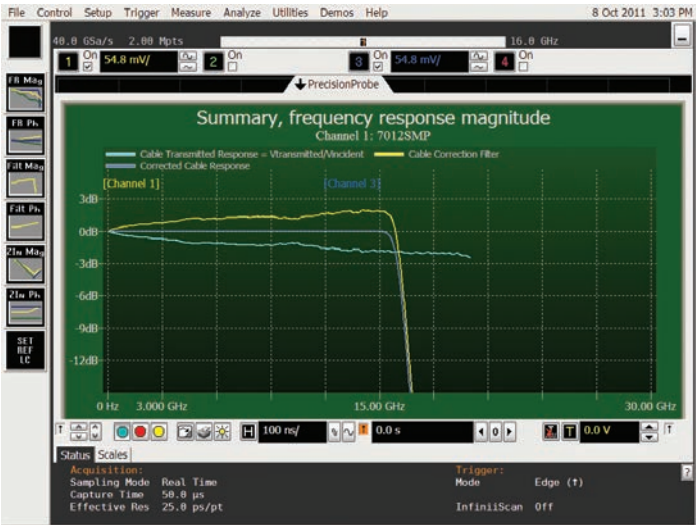 File Control Setup Trigger Measure Analyze Utilities Demos Help 8 Oct 2011 3:03 PM
40.0 GSa/s 2.00 Mpts 16.0 GHz
1 On 54.8 mV/ 2 On 3 On 54.8 mV/ 4 On
PrecisionProbe
FR Mag
FR Ph
Filt Mag
Filt Ph
ZIN Mag
ZIN Ph
SET
REF
LC
Summary, frequency response magnitude
Channel 1: 7012SMP
Cable Transmitted Response = Vtransmitted/Vincident Cable Correction Filter
Corrected Cable Response
[Channel 1] [Channel 3]
3dB
0dB
-3dB
-6dB
-9dB
-12dB
0 Hz 3.000 GHz 15.00 GHz 30.00 GHz
H 100 ns/ 0.0 s 0 T 0.0 V
Status Scales
Acquisition: Trigger:
Sampling Mode Real Time Mode Edge (↑)
Capture Time 50.0 µs
Effective Res 25.0 ps/pt InfiniiScan Off